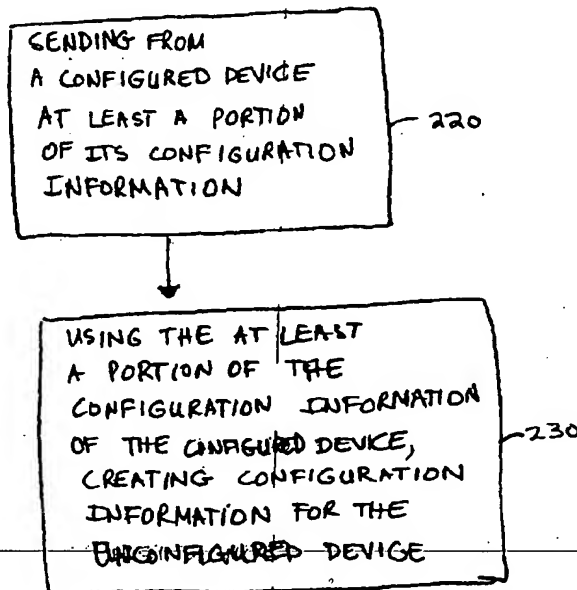 SENDING FROM
A CONFIGURED DEVICE
AT LEAST A PORTION
OF ITS CONFIGURATION
INFORMATION
220
USING THE AT LEAST
A PORTION OF THE
CONFIGURATION INFORMATION
OF THE CONFIGURED DEVICE,
CREATING CONFIGURATION
INFORMATION FOR THE
UNCONFIGURED DEVICE
230